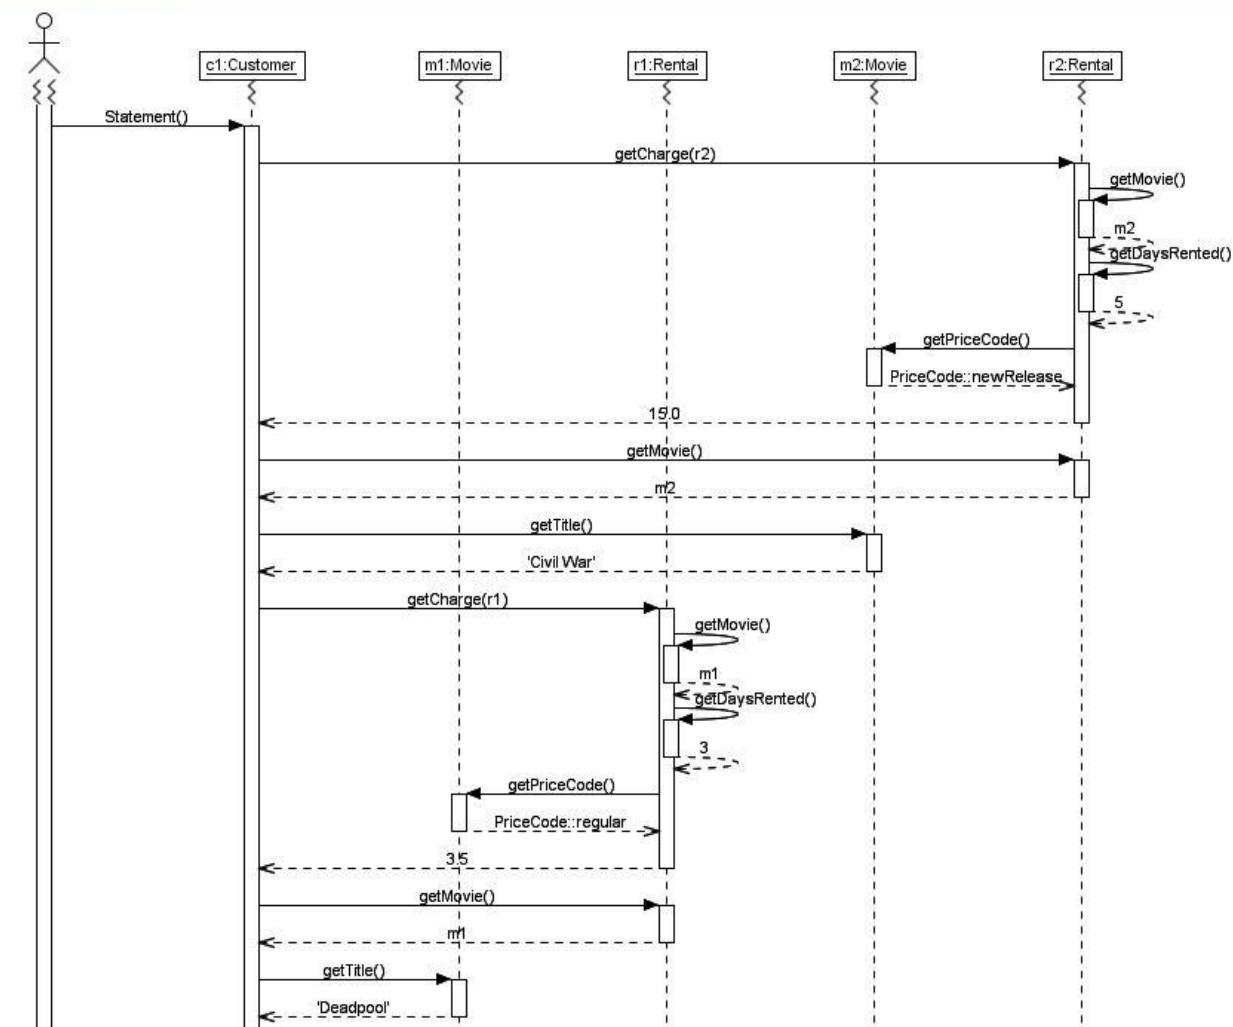 c1:Customer
m1:Movie
r1:Rental
m2:Movie
r2:Rental
Statement()
getCharge(r2)
getMovie()
m2
getDaysRented()
5
getPriceCode()
PriceCode::newRelease
15.0
getMovie()
m2
getTitle()
'Civil War'
getCharge(r1)
getMovie()
m1
getDaysRented()
3
getPriceCode()
PriceCode::regular
3.5
getMovie()
m1
getTitle()
'Deadpool'